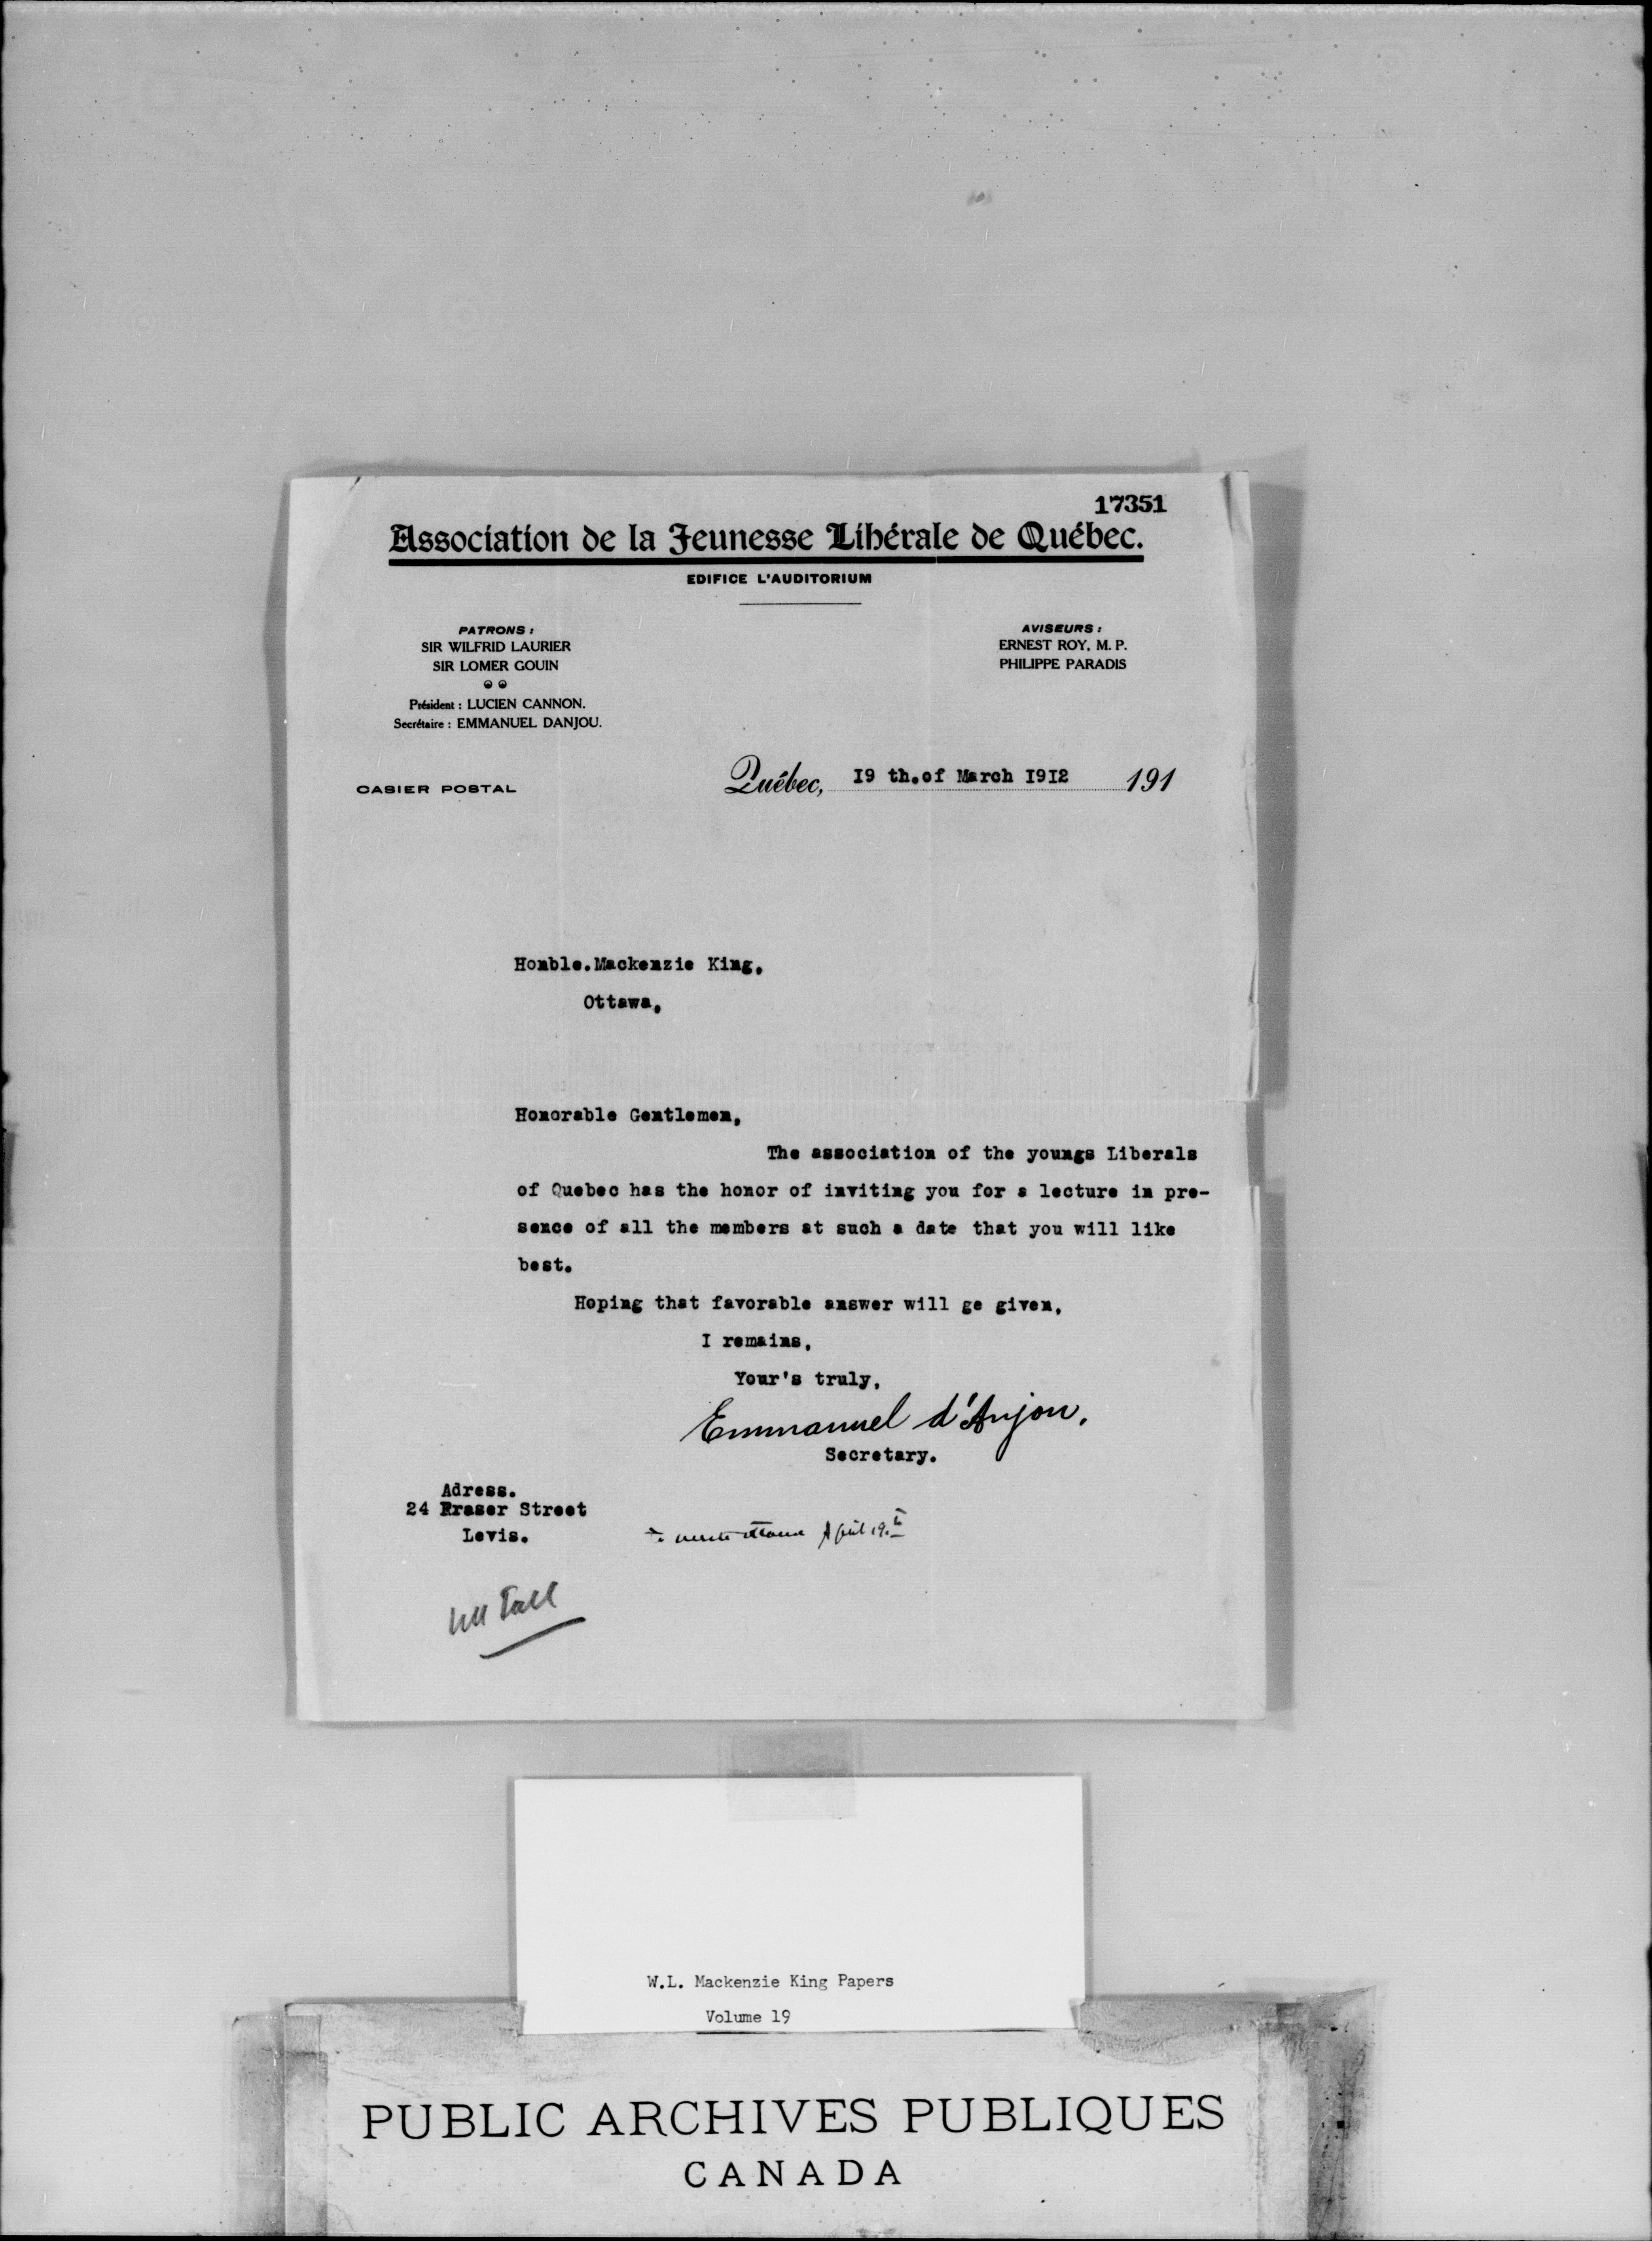 17351
Association de la Jeunesse Libérale de Québec.
EDIFICE L'AUDITORIUM
PATRONS :
SIR WILFRID LAURIER
SIR LOMER GOUIN
Président : LUCIEN CANNON.
Secrétaire : EMMANUEL DANJOU.
AVISEURS :
ERNEST ROY, M. P.
PHILIPPE PARADIS
CASIER POSTAL
Québec, I9 th.of March I9I2 191
Honble.Mackenzie King,
Ottawa,
Honorable Gentlemen,
The association of the youngs Liberals
of Quebec has the honor of inviting you for a lecture in pre-
sence of all the members at such a date that you will like
best.
Hoping that favorable answer will ge given,
I remains,
Your's truly,
Emmanuel d'Anjou.
Secretary.
Adress.
24 Fraser Street
Levis.
April 19th
W.L. Mackenzie King Papers
Volume 19
PUBLIC ARCHIVES PUBLIQUES
CANADA